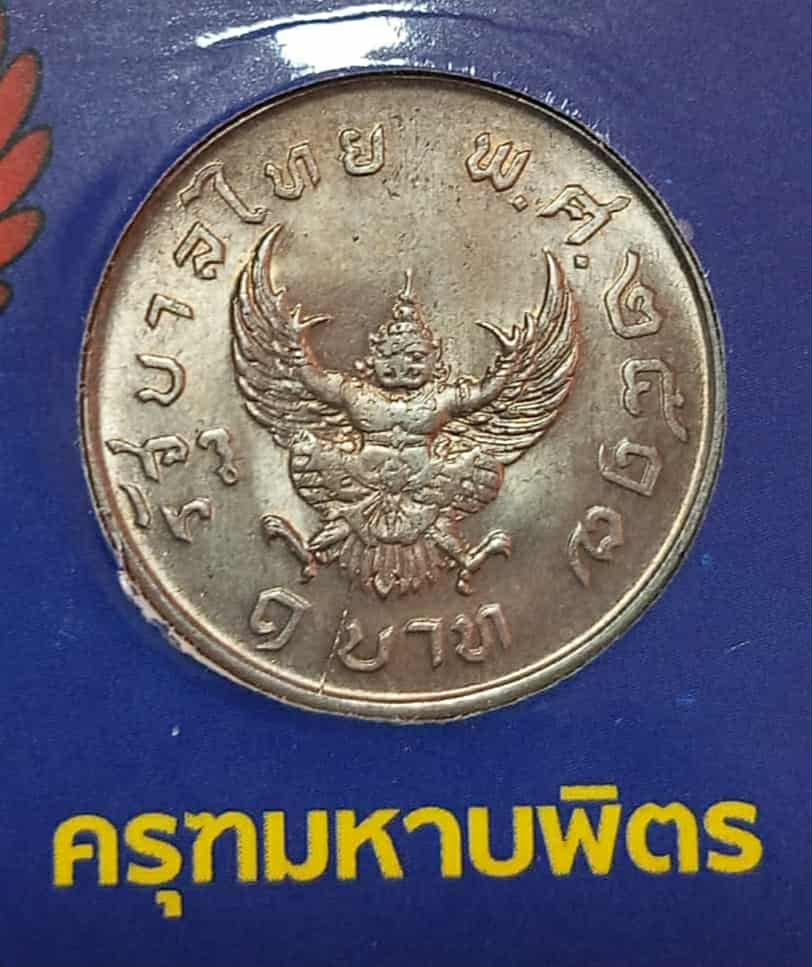 รัฐบาลไทย พ.ศ.๒๕๑๗
๑ บาท
ครุฑมหาบพิตร